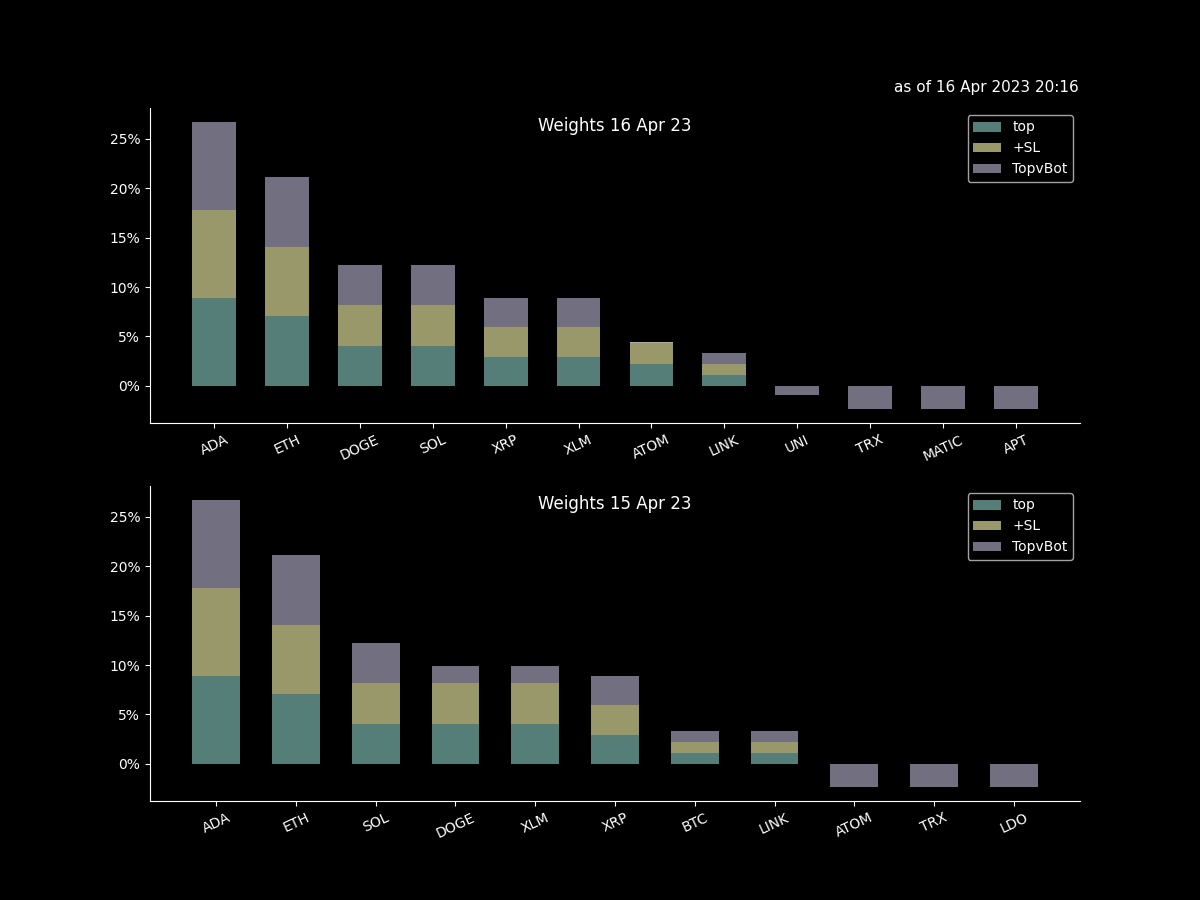 as of 16 Apr 2023 20:16
Weights 16 Apr 23
top
+SL
TopvBot
25%
20%
15%
10%
5%
0%
ADA ETH DOGE SOL XRP XLM ATOM LINK UNI TRX MATIC APT
Weights 15 Apr 23
top
+SL
TopvBot
25%
20%
15%
10%
5%
0%
ADA ETH SOL DOGE XLM XRP BTC LINK ATOM TRX LDO